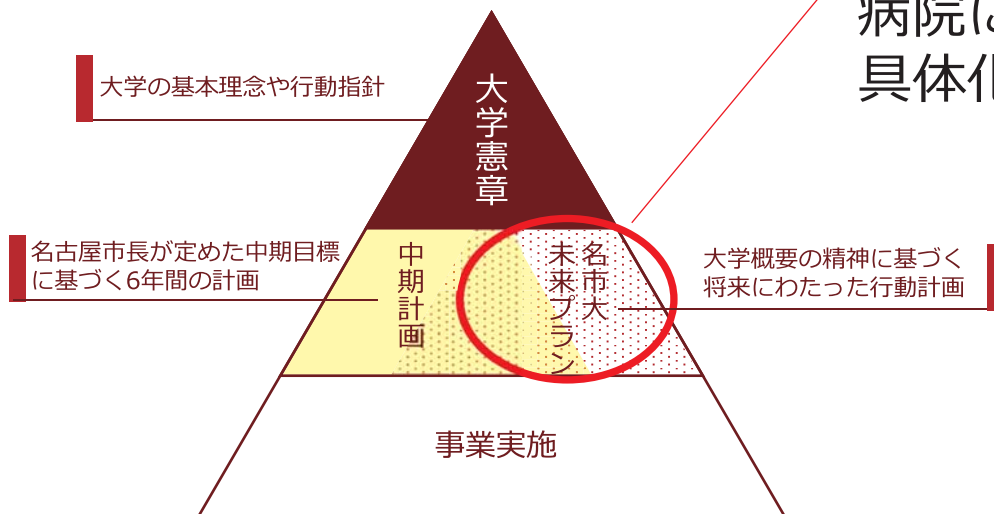 病院に
具体化
大学の基本理念や行動指針
大学憲章
名古屋市長が定めた中期目標
に基づく6年間の計画
中期計画
名市大
未来プラン
大学概要の精神に基づく
将来にわたった行動計画
事業実施